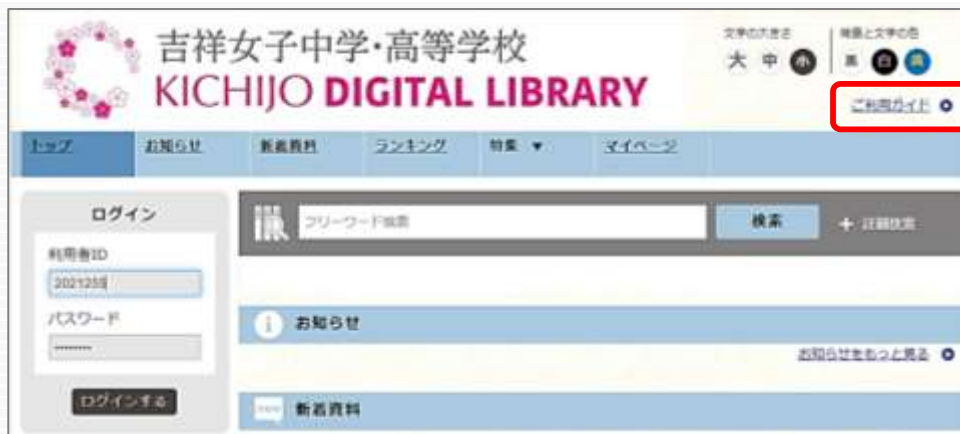 吉祥女子中学・高等学校
KICHIJO DIGITAL LIBRARY
文字の大きさ
大 中 小
背景と文字の色
黒 白 黄
ご利用ガイド
トップ お知らせ 新着資料 ランキング 特集 ▼ マイページ
ログイン
利用者ID
2021255
パスワード
ログインする
フリーワード検索
検索
+ 詳細検索
お知らせ
お知らせをもっと見る
新着資料